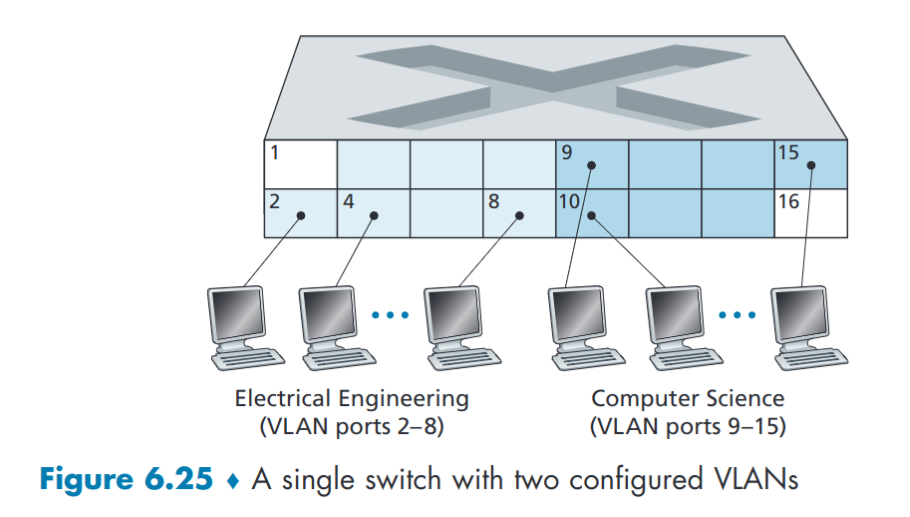 1 9 15
2 4 8 10 16
Electrical Engineering
(VLAN ports 2–8)
Computer Science
(VLAN ports 9–15)
Figure 6.25 ♦ A single switch with two configured VLANs